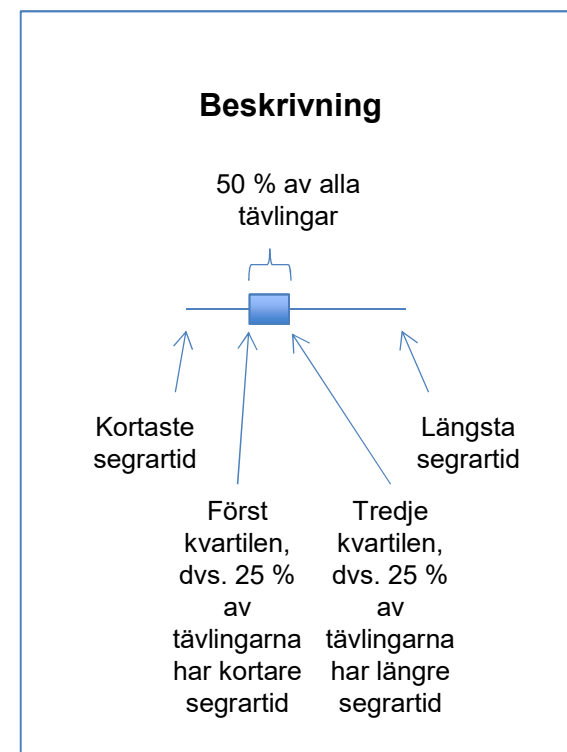 Beskrivning
50 % av alla
tävlingar
Kortaste
segrartid
Längsta
segrartid
Först
kvartilen,
dvs. 25 %
av
tävlingarna
har kortare
segrartid
Tredje
kvartilen,
dvs. 25 %
av
tävlingarna
har längre
segrartid